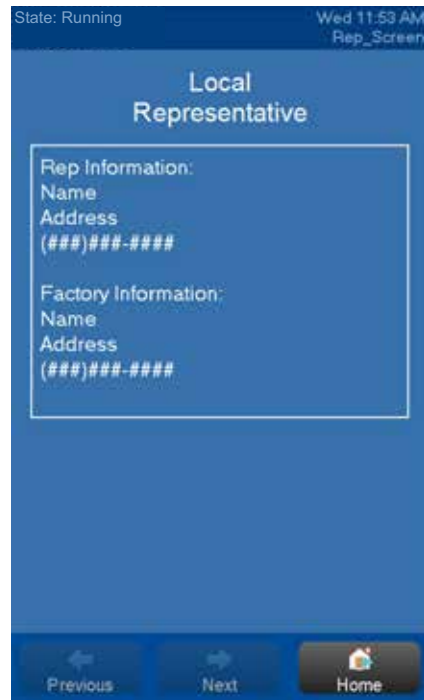 State: Running
Wed 11:53 AM
Rep_Screen
Local
Representative
Rep Information:
Name
Address
(###)###-####
Factory Information:
Name
Address
(###)###-####
Previous
Next
Home